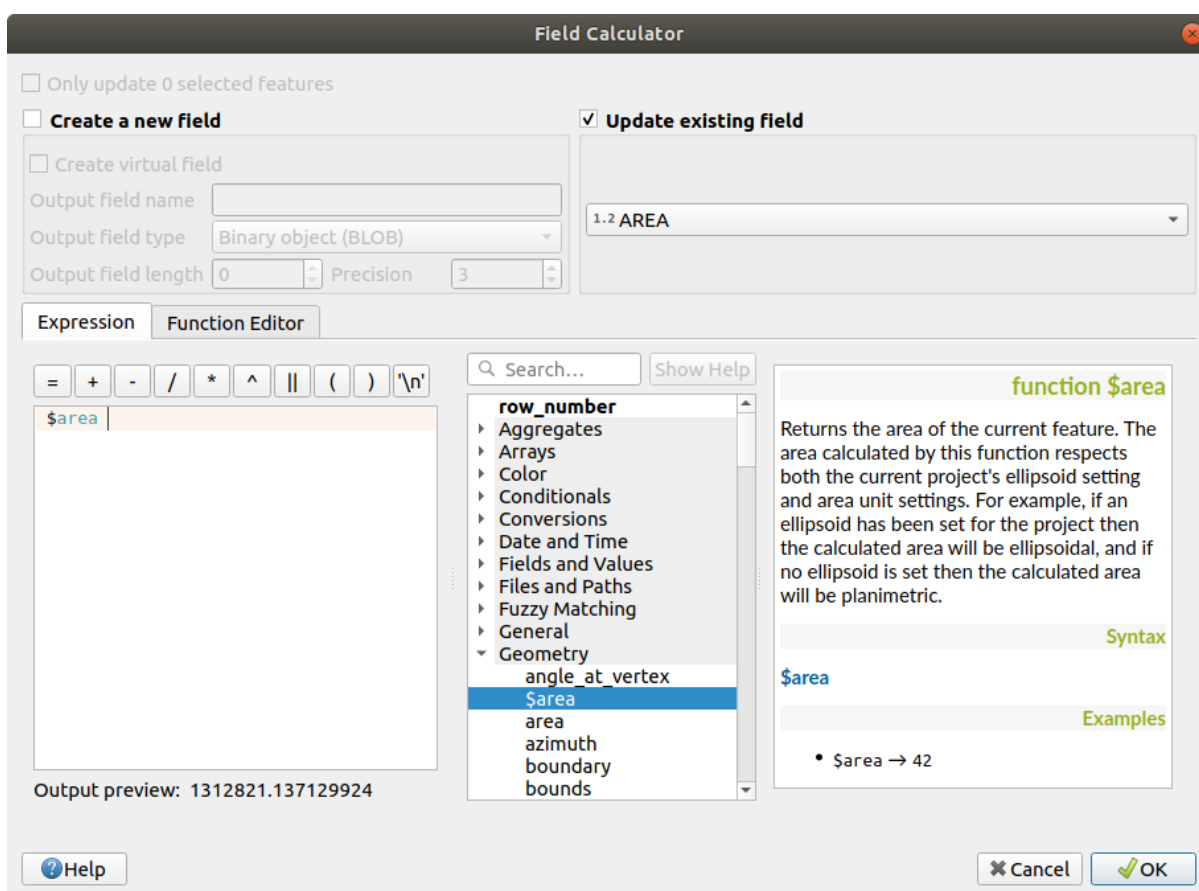 Field Calculator
Only update 0 selected features
Create a new field
Update existing field
Create virtual field
Output field name
1.2 AREA
Output field type Binary object (BLOB)
Output field length 0 Precision 3
Expression Function Editor
= + - / * ^ || ( ) '\n'
$area
Output preview: 1312821.137129924
Search... Show Help
row_number
Aggregates
Arrays
Color
Conditionals
Conversions
Date and Time
Fields and Values
Files and Paths
Fuzzy Matching
General
Geometry
angle_at_vertex
$area
area
azimuth
boundary
bounds
function $area
Returns the area of the current feature. The
area calculated by this function respects
both the current project's ellipsoid setting
and area unit settings. For example, if an
ellipsoid has been set for the project then
the calculated area will be ellipsoidal, and if
no ellipsoid is set then the calculated area
will be planimetric.
Syntax
$area
Examples
• $area → 42
Help
Cancel OK